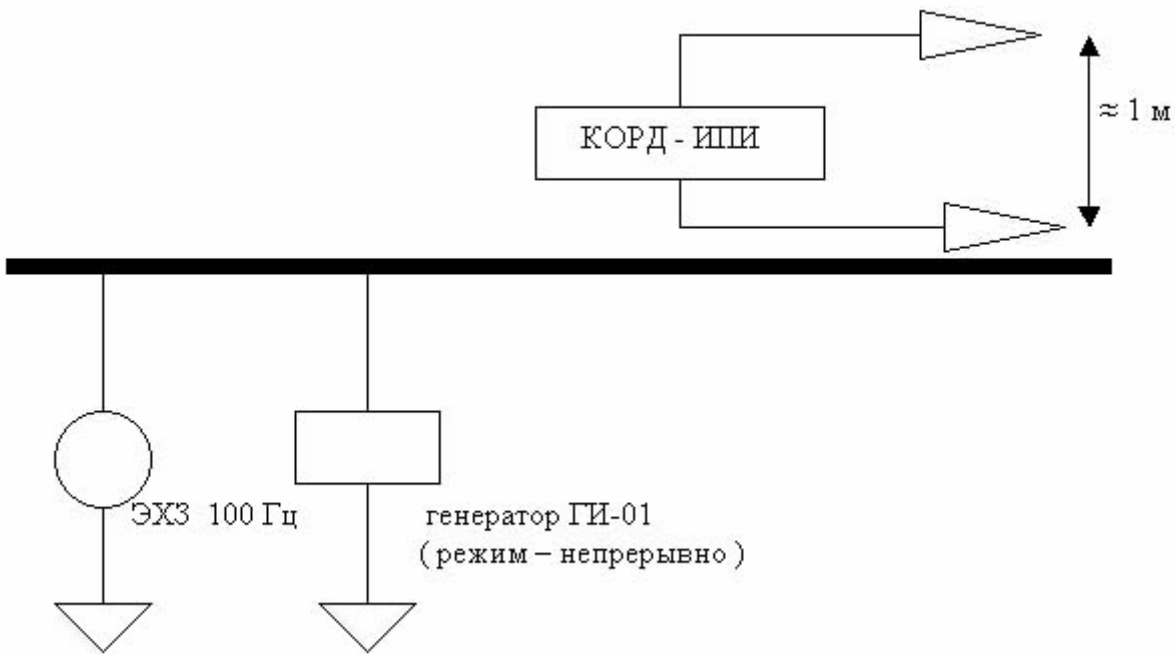 КОРД - ИПИ
≈ 1 м
ЭХЗ 100 Гц
генератор ГИ-01
( режим – непрерывно )